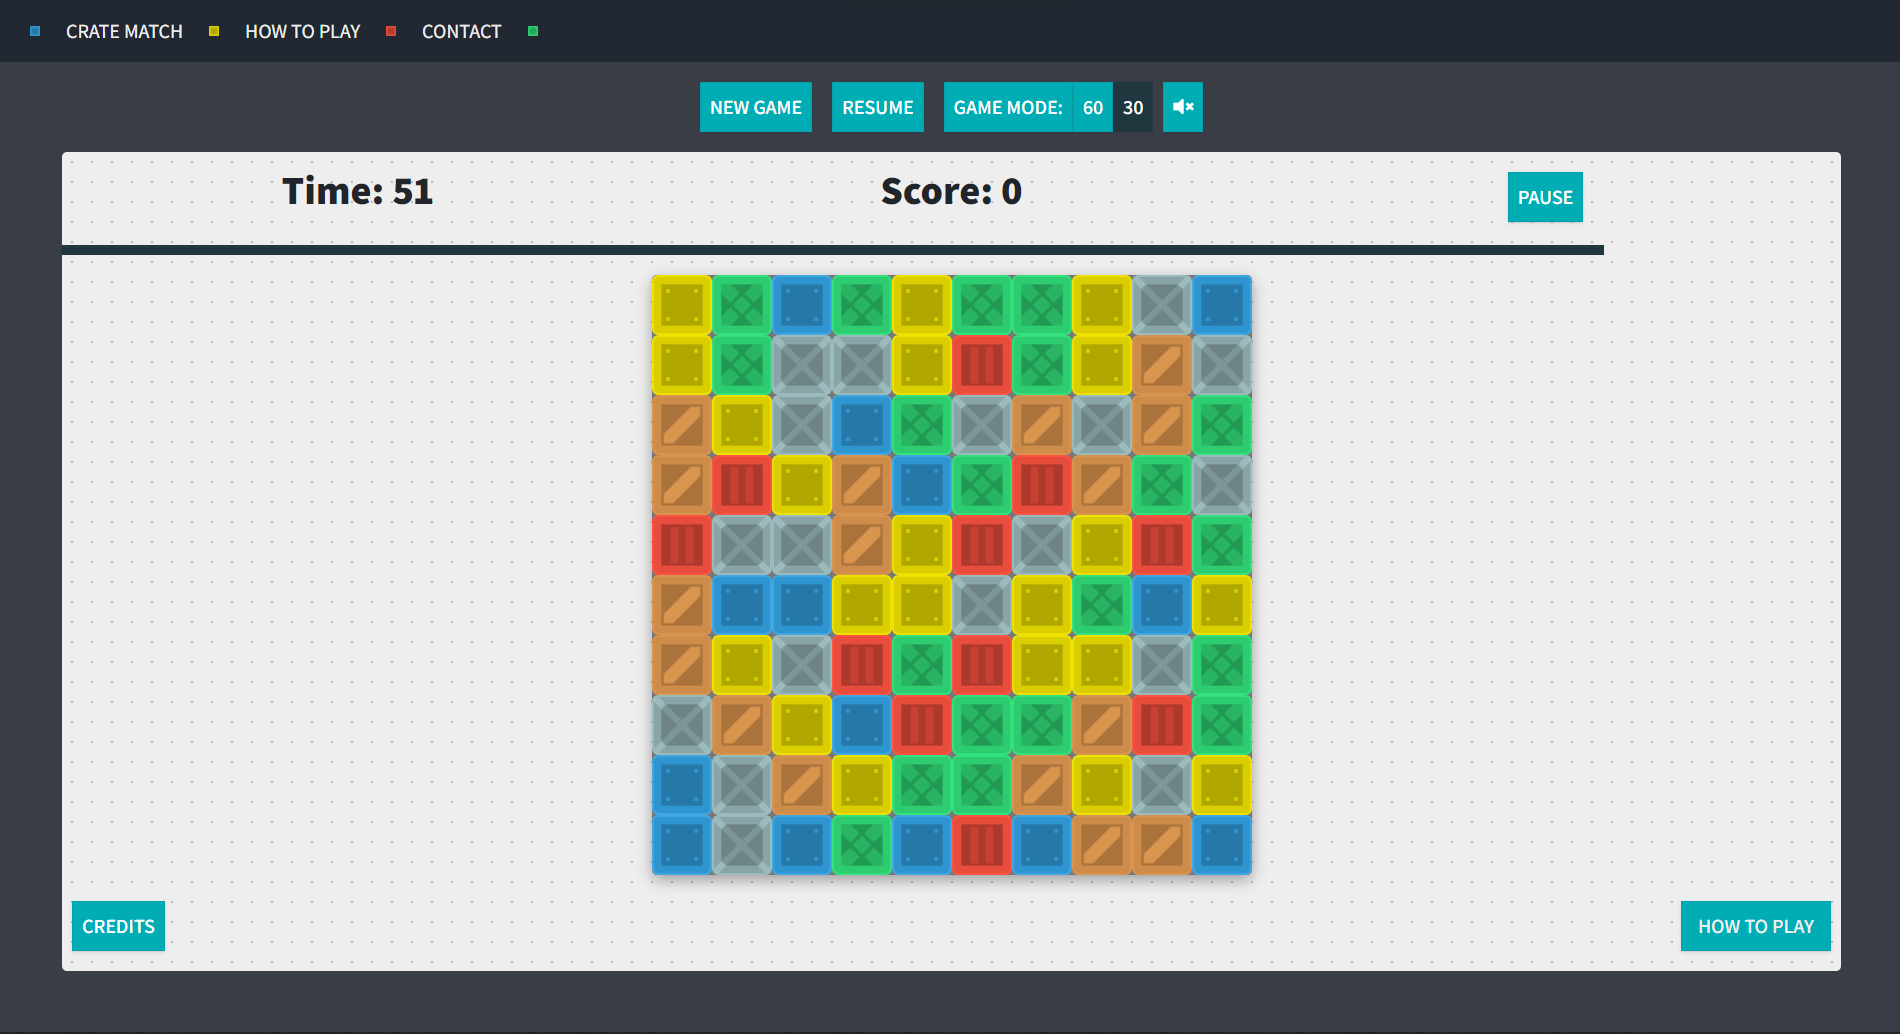 CRATE MATCH HOW TO PLAY CONTACT
NEW GAME RESUME GAME MODE: 60 30
Time: 51 Score: 0 PAUSE
CREDITS HOW TO PLAY